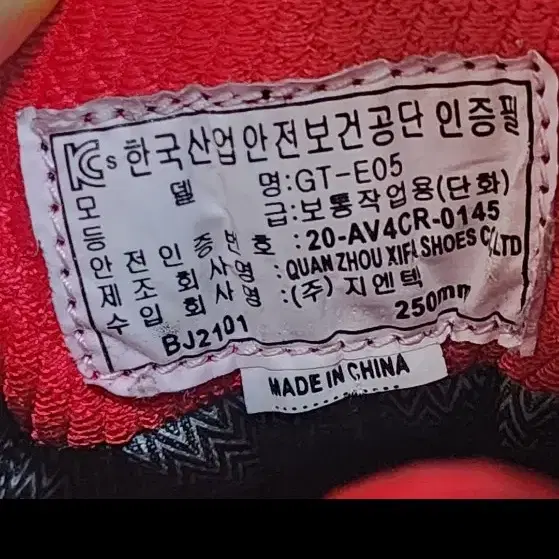 KCs 한국산업안전보건공단 인증필
모 델 명:GT-E05
등 급:보통작업용(단화)
안 전 인 증 번 호 :20-AV4CR-0145
제 조 회 사 명 :QUAN ZHOU SHOES CO LTD
수 입 회 사 명 :(주) 지엔텍
BJ2101 250mm
MADE IN CHINA